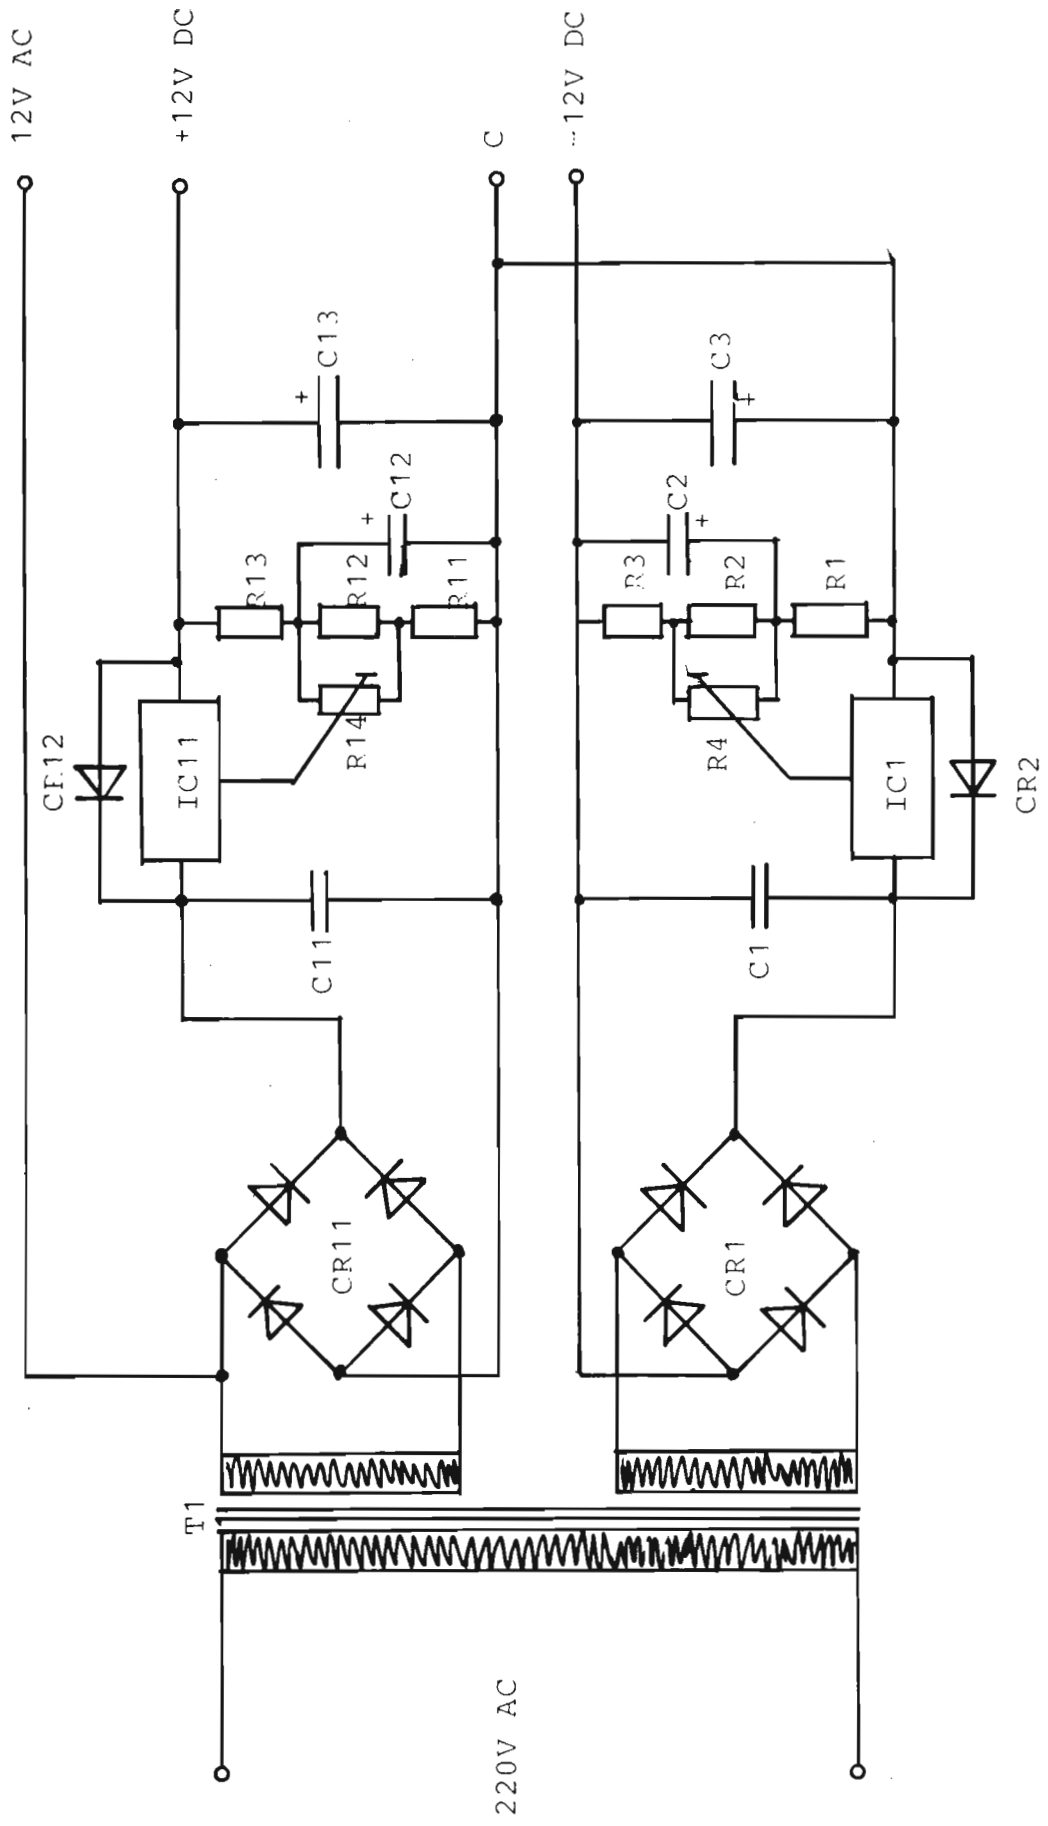 12V AC
+12V DC
C
-12V DC
+
C13
C3
+
+
C12
C2
+
R13
R12
R11
R3
R2
R1
CR12
IC11
R14
R4
IC1
CR2
C11
C1
CR11
CR1
T1
220V AC